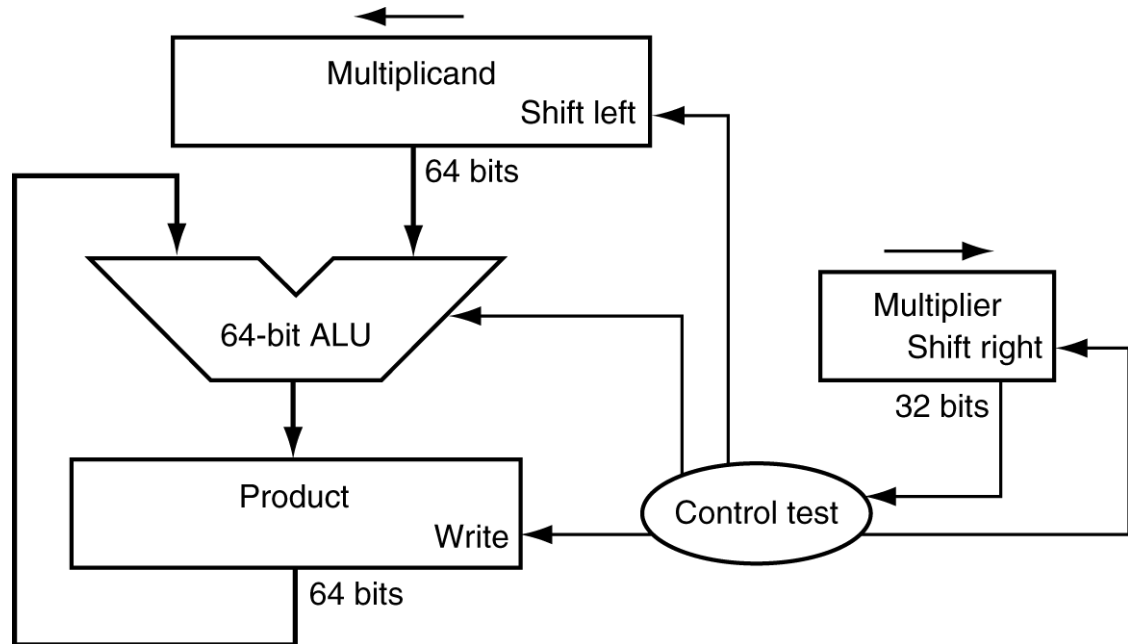 Multiplicand
Shift left
64 bits
64-bit ALU
Multiplier
Shift right
32 bits
Product
Write
Control test
64 bits